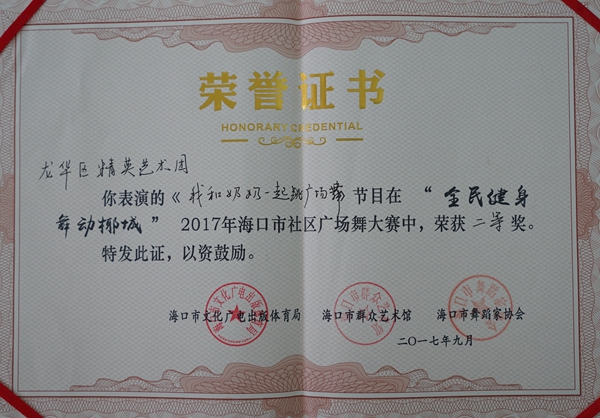 荣誉证书
HONORARY CREDENTIAL
龙华区精英艺术团
你表演的《我和奶奶一起跳广场舞》节目在“全民健身
舞动椰城”2017年海口市社区广场舞大赛中，荣获二等奖。
特发此证，以资鼓励。
海口市文化广电出版体育局 海口市群众艺术馆 海口市舞蹈家协会
二〇一七年九月